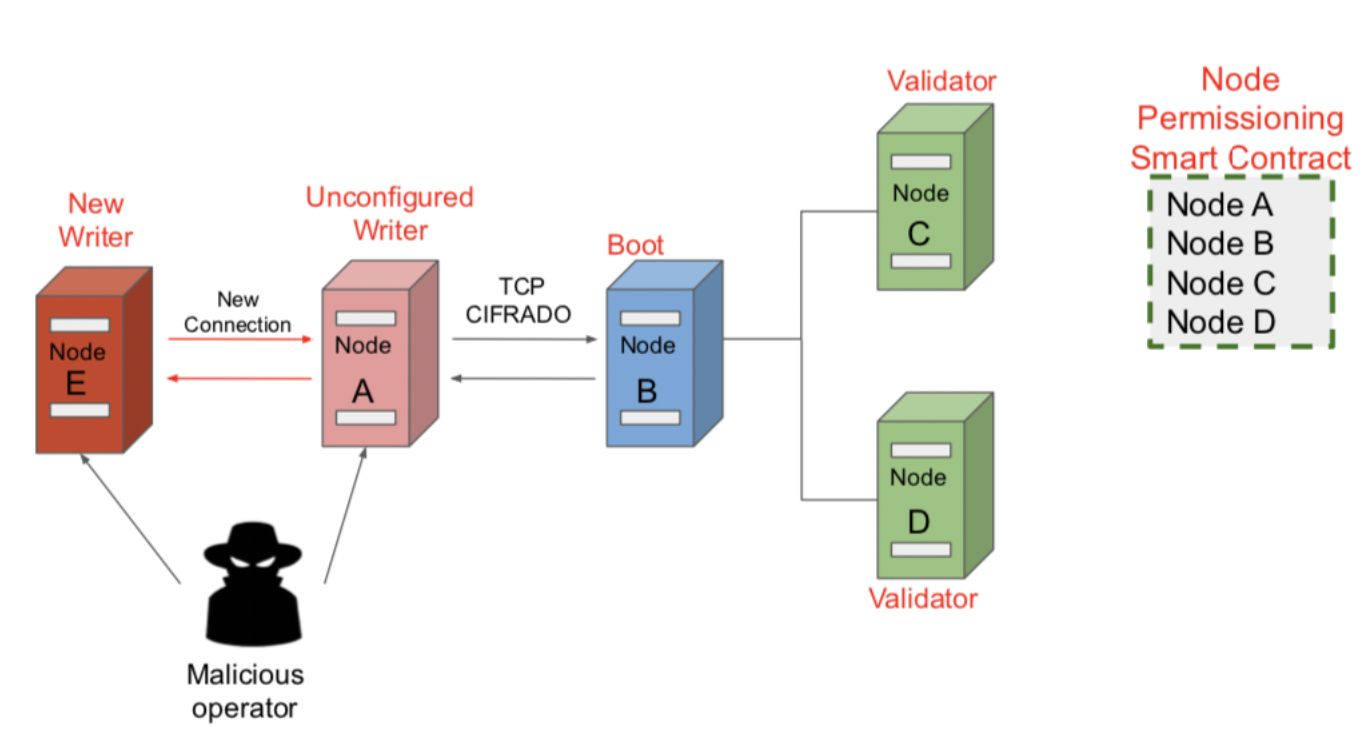 New
Writer
Node
E
New
Connection
Unconfigured
Writer
Node
A
TCP
CIFRADO
Boot
Node
B
Validator
Node
C
Node
D
Validator
Malicious
operator
Node
Permissioning
Smart Contract
Node A
Node B
Node C
Node D